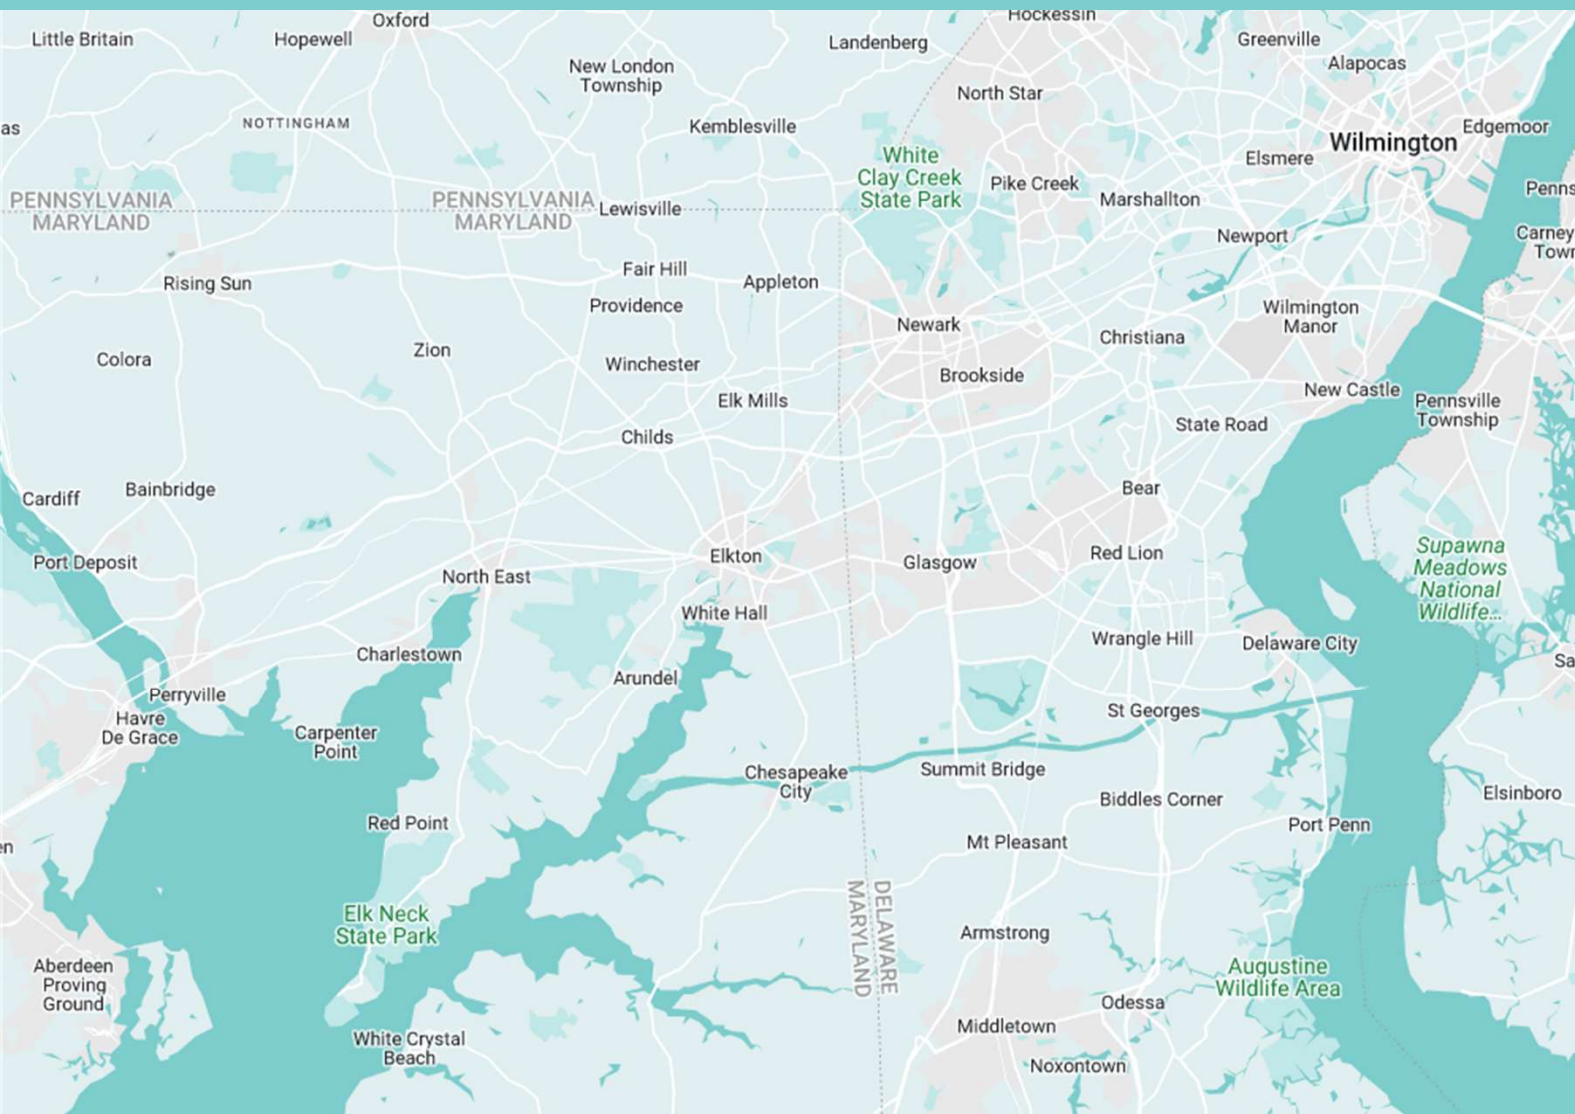 Oxford
Hockessin
Little Britain
Hopewell
Landenberg
Greenville
New London
Township
Alapocas
North Star
NOTTINGHAM
Kemblesville
Edgemoor
as
Wilmington
White
Clay Creek
State Park
Elsmere
Pike Creek
Marshallton
Penns
PENNSYLVANIA
MARYLAND
PENNSYLVANIA
MARYLAND
Lewisville
Newport
Carney
Town
Fair Hill
Appleton
Rising Sun
Providence
Wilmington
Manor
Newark
Christiana
Colora
Zion
Winchester
Brookside
New Castle
Elk Mills
Pennsville
Township
State Road
Childs
Cardiff
Bainbridge
Bear
Port Deposit
Elkton
Glasgow
Red Lion
Supawna
Meadows
National
Wildlife...
North East
White Hall
Wrangle Hill
Delaware City
Charlestown
Sa
Arundel
Perryville
Havre
De Grace
St Georges
Carpenter
Point
Chesapeake
City
Summit Bridge
Elsinboro
Biddles Corner
Red Point
Port Penn
en
Mt Pleasant
DELAWARE
MARYLAND
Elk Neck
State Park
Armstrong
Aberdeen
Proving
Ground
Augustine
Wildlife Area
Odessa
White Crystal
Beach
Middletown
Noxontown